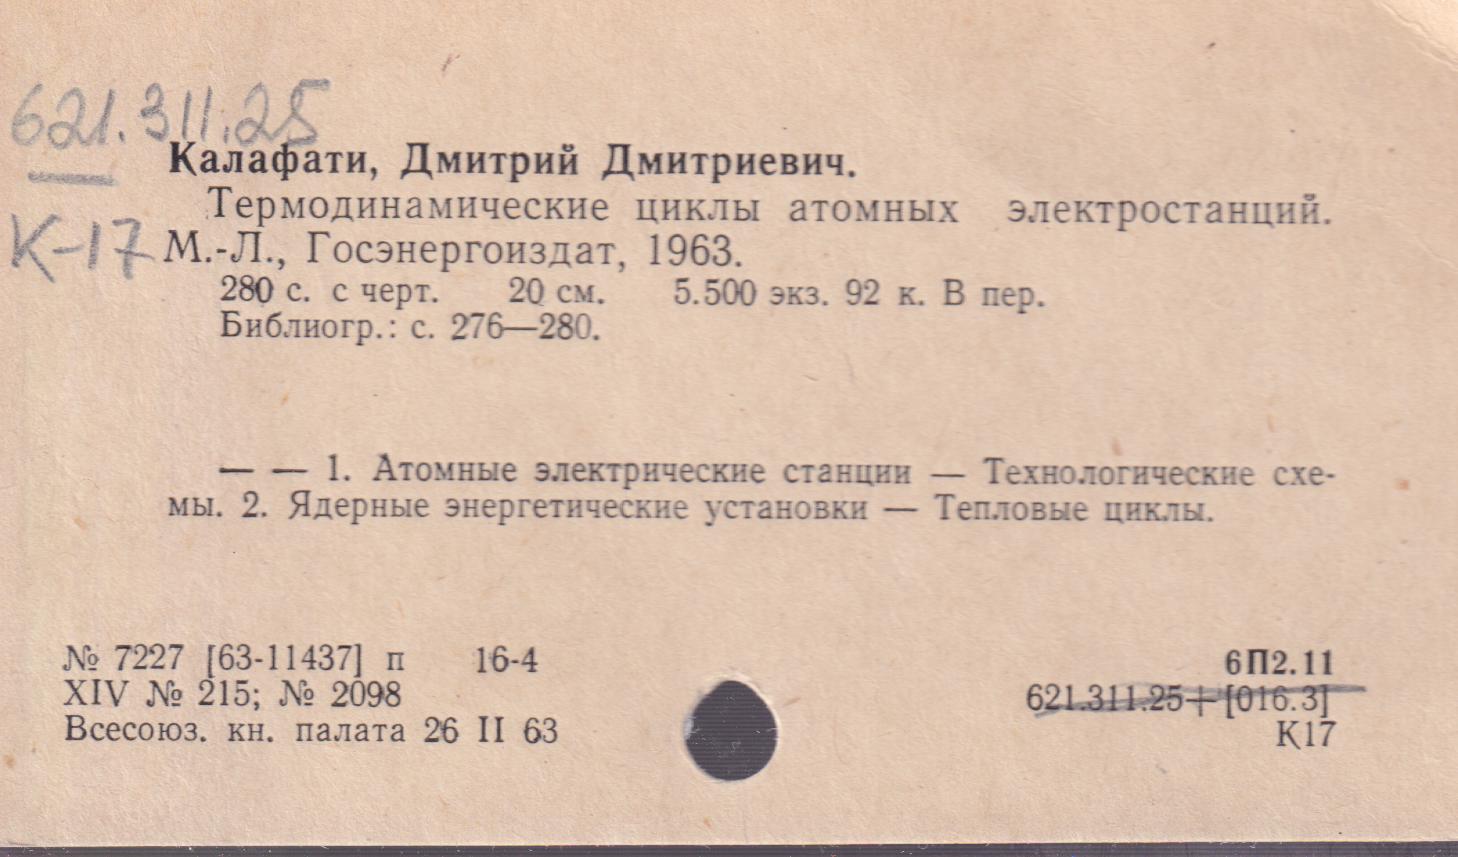 621.311.25
Калафати, Дмитрий Дмитриевич.
Термодинамические циклы атомных электростанций.
К-17
М.-Л., Госэнергоиздат, 1963.
280 с. с черт. 20 см. 5.500 экз. 92 к. В пер.
Библиогр.: с. 276—280.
— — 1. Атомные электрические станции — Технологические схе-
мы. 2. Ядерные энергетические установки — Тепловые циклы.
№ 7227 [63-11437] п 16-4
XIV № 215; № 2098
Всесоюз. кн. палата 26 II 63
6П2.11
621.311.25+[016.3]
К17